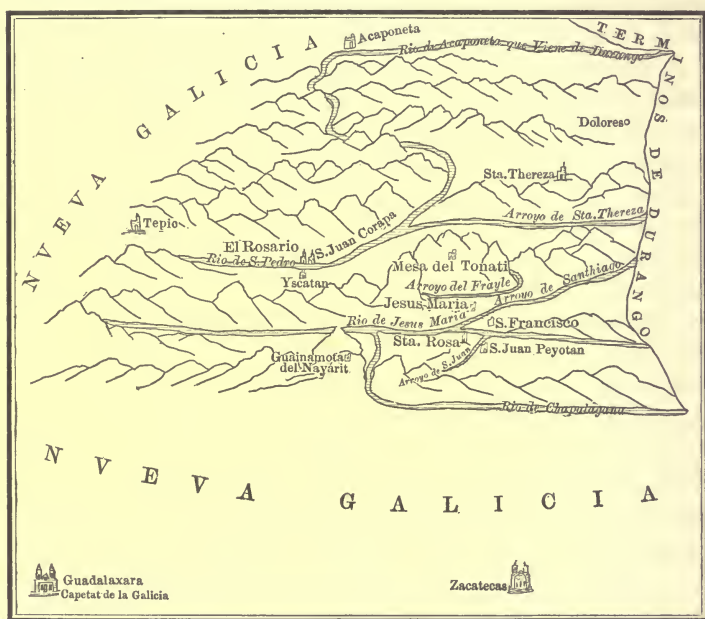 Acaponeta
TERMINOS DE DURANGO
Rio de Acaponeta que Viene de Durango
NVEVA GALICIA
Doloreso
Sta. Thereza
Arroyo de Sta. Thereza
Tepic
El Rosario
S. Juan Corapa
Rio de S. Pedro
Yscatan
Mesa del Tonati
Arroyo del Frayle
Arroyo de Santhiago
Jesus Maria
Rio de Jesus Maria
S. Francisco
Sta. Rosa
S. Juan Peyotan
Guainamota
del Nayarit
Arroyo de S. Juan
NVEVA GALICIA
Guadalaxara
Capetat de la Galicia
Zacatecas